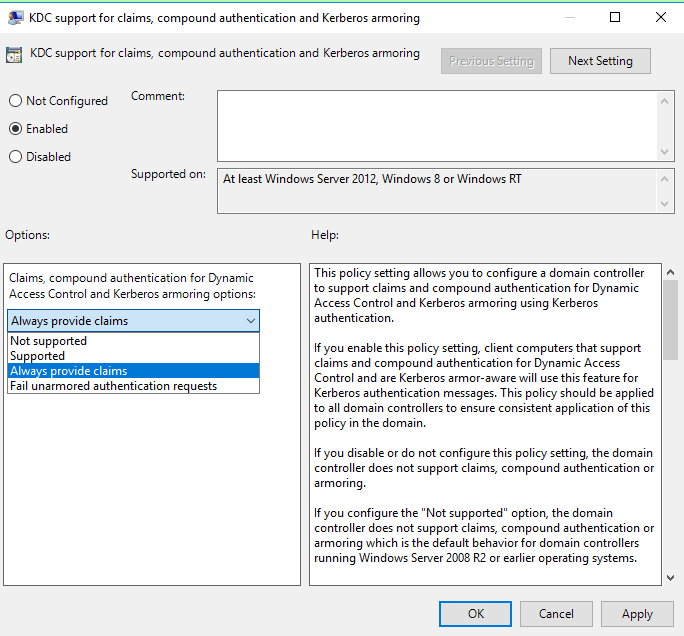 KDC support for claims, compound authentication and Kerberos armoring
KDC support for claims, compound authentication and Kerberos armoring
Previous Setting
Next Setting
Not Configured
Enabled
Disabled
Comment:
Supported on:
At least Windows Server 2012, Windows 8 or Windows RT
Options:
Help:
Claims, compound authentication for Dynamic
Access Control and Kerberos armoring options:
Always provide claims
Not supported
Supported
Always provide claims
Fail unarmored authentication requests
This policy setting allows you to configure a domain controller
to support claims and compound authentication for Dynamic
Access Control and Kerberos armoring using Kerberos
authentication.
If you enable this policy setting, client computers that support
claims and compound authentication for Dynamic Access
Control and are Kerberos armor-aware will use this feature for
Kerberos authentication messages. This policy should be applied
to all domain controllers to ensure consistent application of this
policy in the domain.
If you disable or do not configure this policy setting, the domain
controller does not support claims, compound authentication or
armoring.
If you configure the "Not supported" option, the domain
controller does not support claims, compound authentication or
armoring which is the default behavior for domain controllers
running Windows Server 2008 R2 or earlier operating systems.
OK
Cancel
Apply